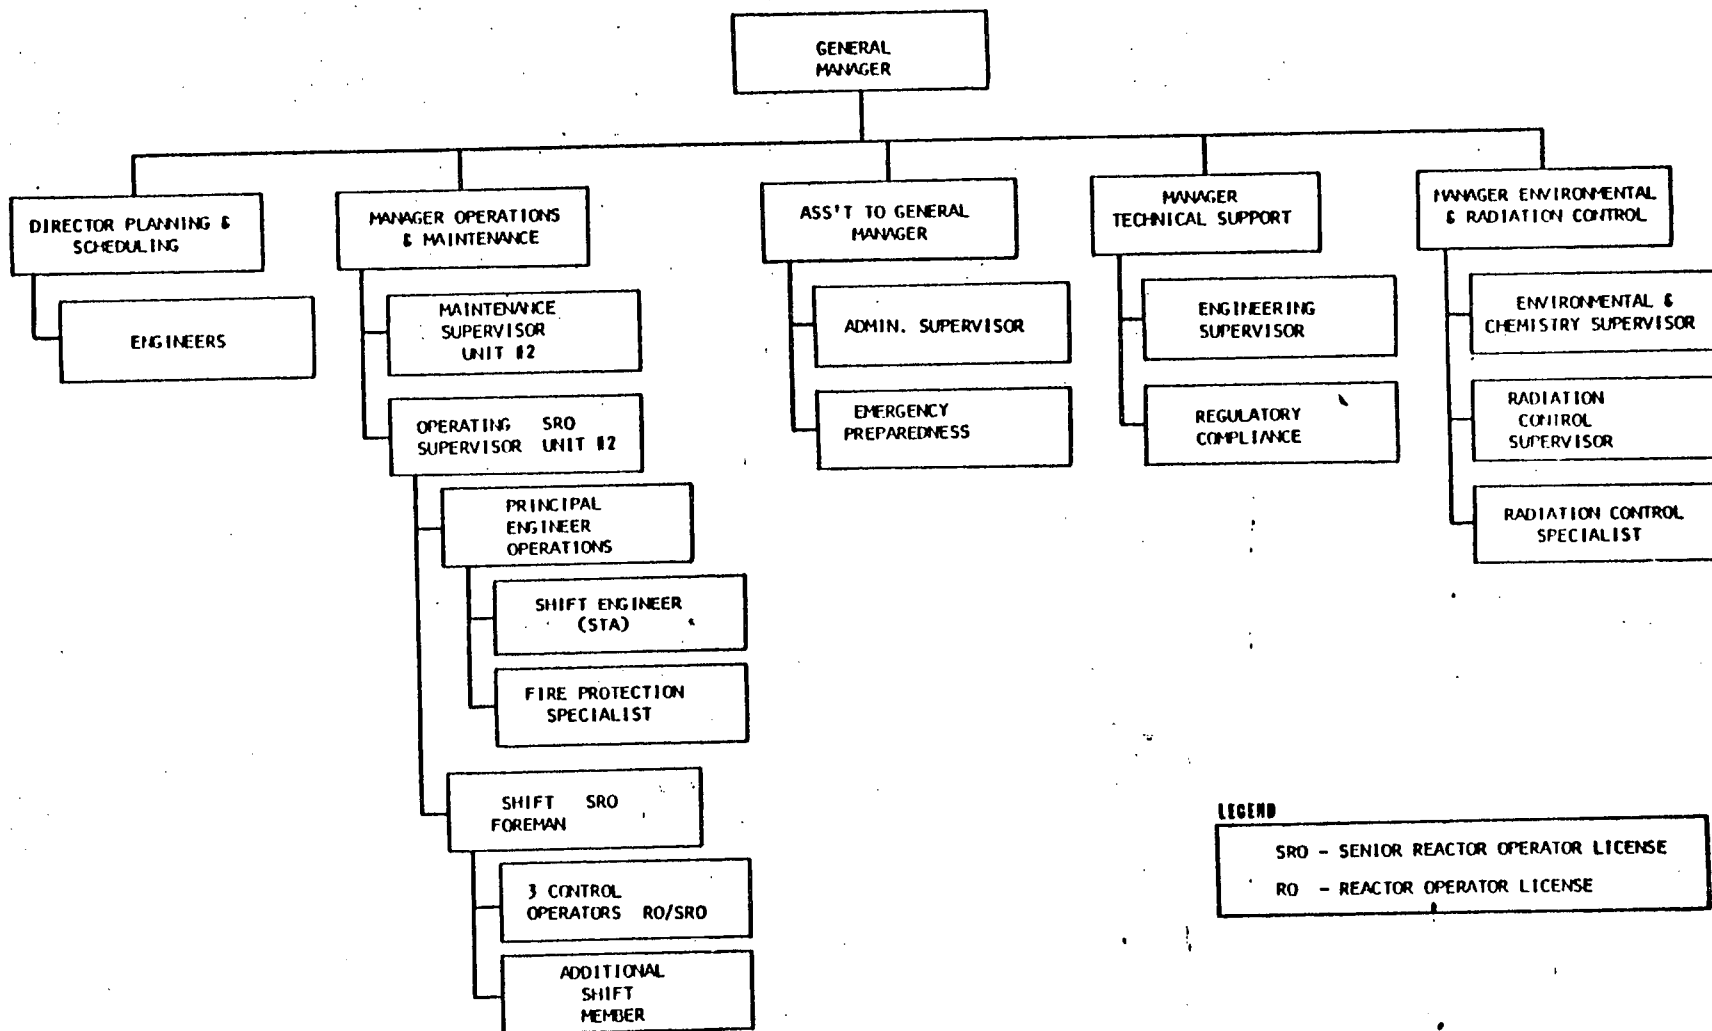 GENERAL
MANAGER
DIRECTOR PLANNING &
SCHEDULING
MANAGER OPERATIONS
& MAINTENANCE
ASS'T TO GENERAL
MANAGER
MANAGER
TECHNICAL SUPPORT
MANAGER ENVIRONMENTAL
& RADIATION CONTROL
ENGINEERS
MAINTENANCE
SUPERVISOR
UNIT #2
OPERATING SRO
SUPERVISOR UNIT #2
PRINCIPAL
ENGINEER
OPERATIONS
SHIFT ENGINEER
(STA)
FIRE PROTECTION
SPECIALIST
SHIFT SRO
FOREMAN
3 CONTROL
OPERATORS RO/SRO
ADDITIONAL
SHIFT
MEMBER
ADMIN. SUPERVISOR
EMERGENCY
PREPAREDNESS
ENGINEERING
SUPERVISOR
REGULATORY
COMPLIANCE
ENVIRONMENTAL &
CHEMISTRY SUPERVISOR
RADIATION
CONTROL
SUPERVISOR
RADIATION CONTROL
SPECIALIST
LEGEND
SRO - SENIOR REACTOR OPERATOR LICENSE
RO - REACTOR OPERATOR LICENSE